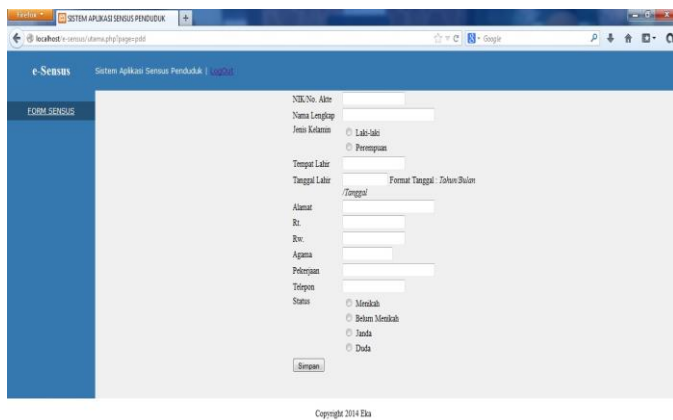 Firefox
SISTEM APLIKASI SENSUS PENDUDUK
localhost/e-sensus/utama.php?page=pdd
Google
e-Sensus
Sistem Aplikasi Sensus Penduduk | LogOut
FORM SENSUS
NIK/No. Akte
Nama Lengkap
Jenis Kelamin
Laki-laki
Perempuan
Tempat Lahir
Tanggal Lahir
Format Tanggal : Tahun/Bulan
/Tanggal
Alamat
Rt.
Rw.
Agama
Pekerjaan
Telepon
Status
Menikah
Belum Menikah
Janda
Duda
Simpan
Copyright 2014 Eka